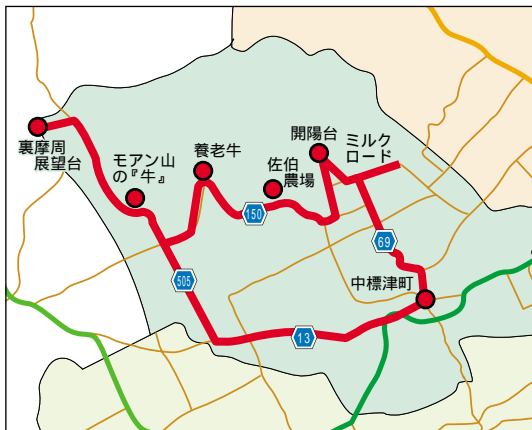 裏摩周
展望台
モアン山
の『牛』
養老牛
佐伯
農場
開陽台
ミルク
ロード
150
69
505
中標津町
13